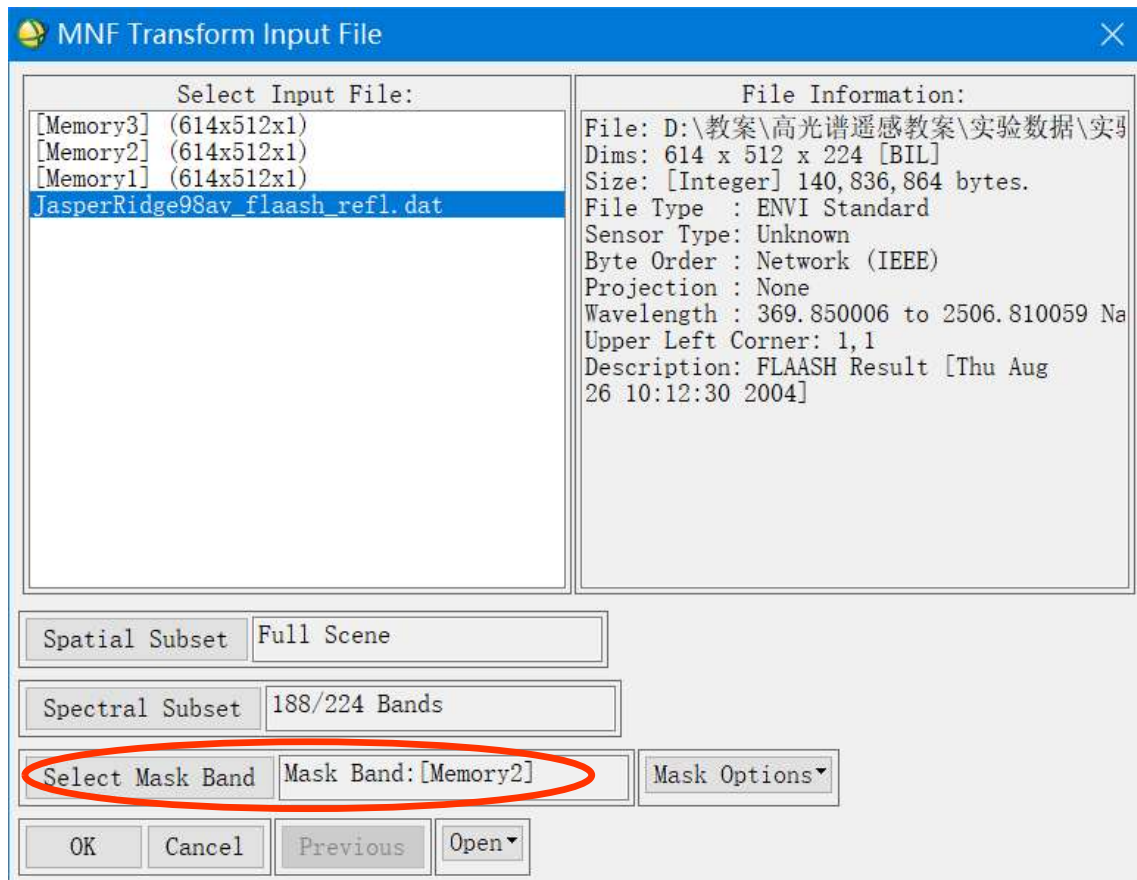 MNF Transform Input File
Select Input File:
[Memory3] (614x512x1)
[Memory2] (614x512x1)
[Memory1] (614x512x1)
JasperRidge98av_flaash_refl.dat
File Information:
File: D:\教案\高光谱遥感教案\实验数据\实验
Dims: 614 x 512 x 224 [BIL]
Size: [Integer] 140,836,864 bytes.
File Type : ENVI Standard
Sensor Type: Unknown
Byte Order : Network (IEEE)
Projection : None
Wavelength : 369.850006 to 2506.810059 Na
Upper Left Corner: 1,1
Description: FLAASH Result [Thu Aug
26 10:12:30 2004]
Spatial Subset Full Scene
Spectral Subset 188/224 Bands
Select Mask Band Mask Band:[Memory2] Mask Options
OK Cancel Previous Open